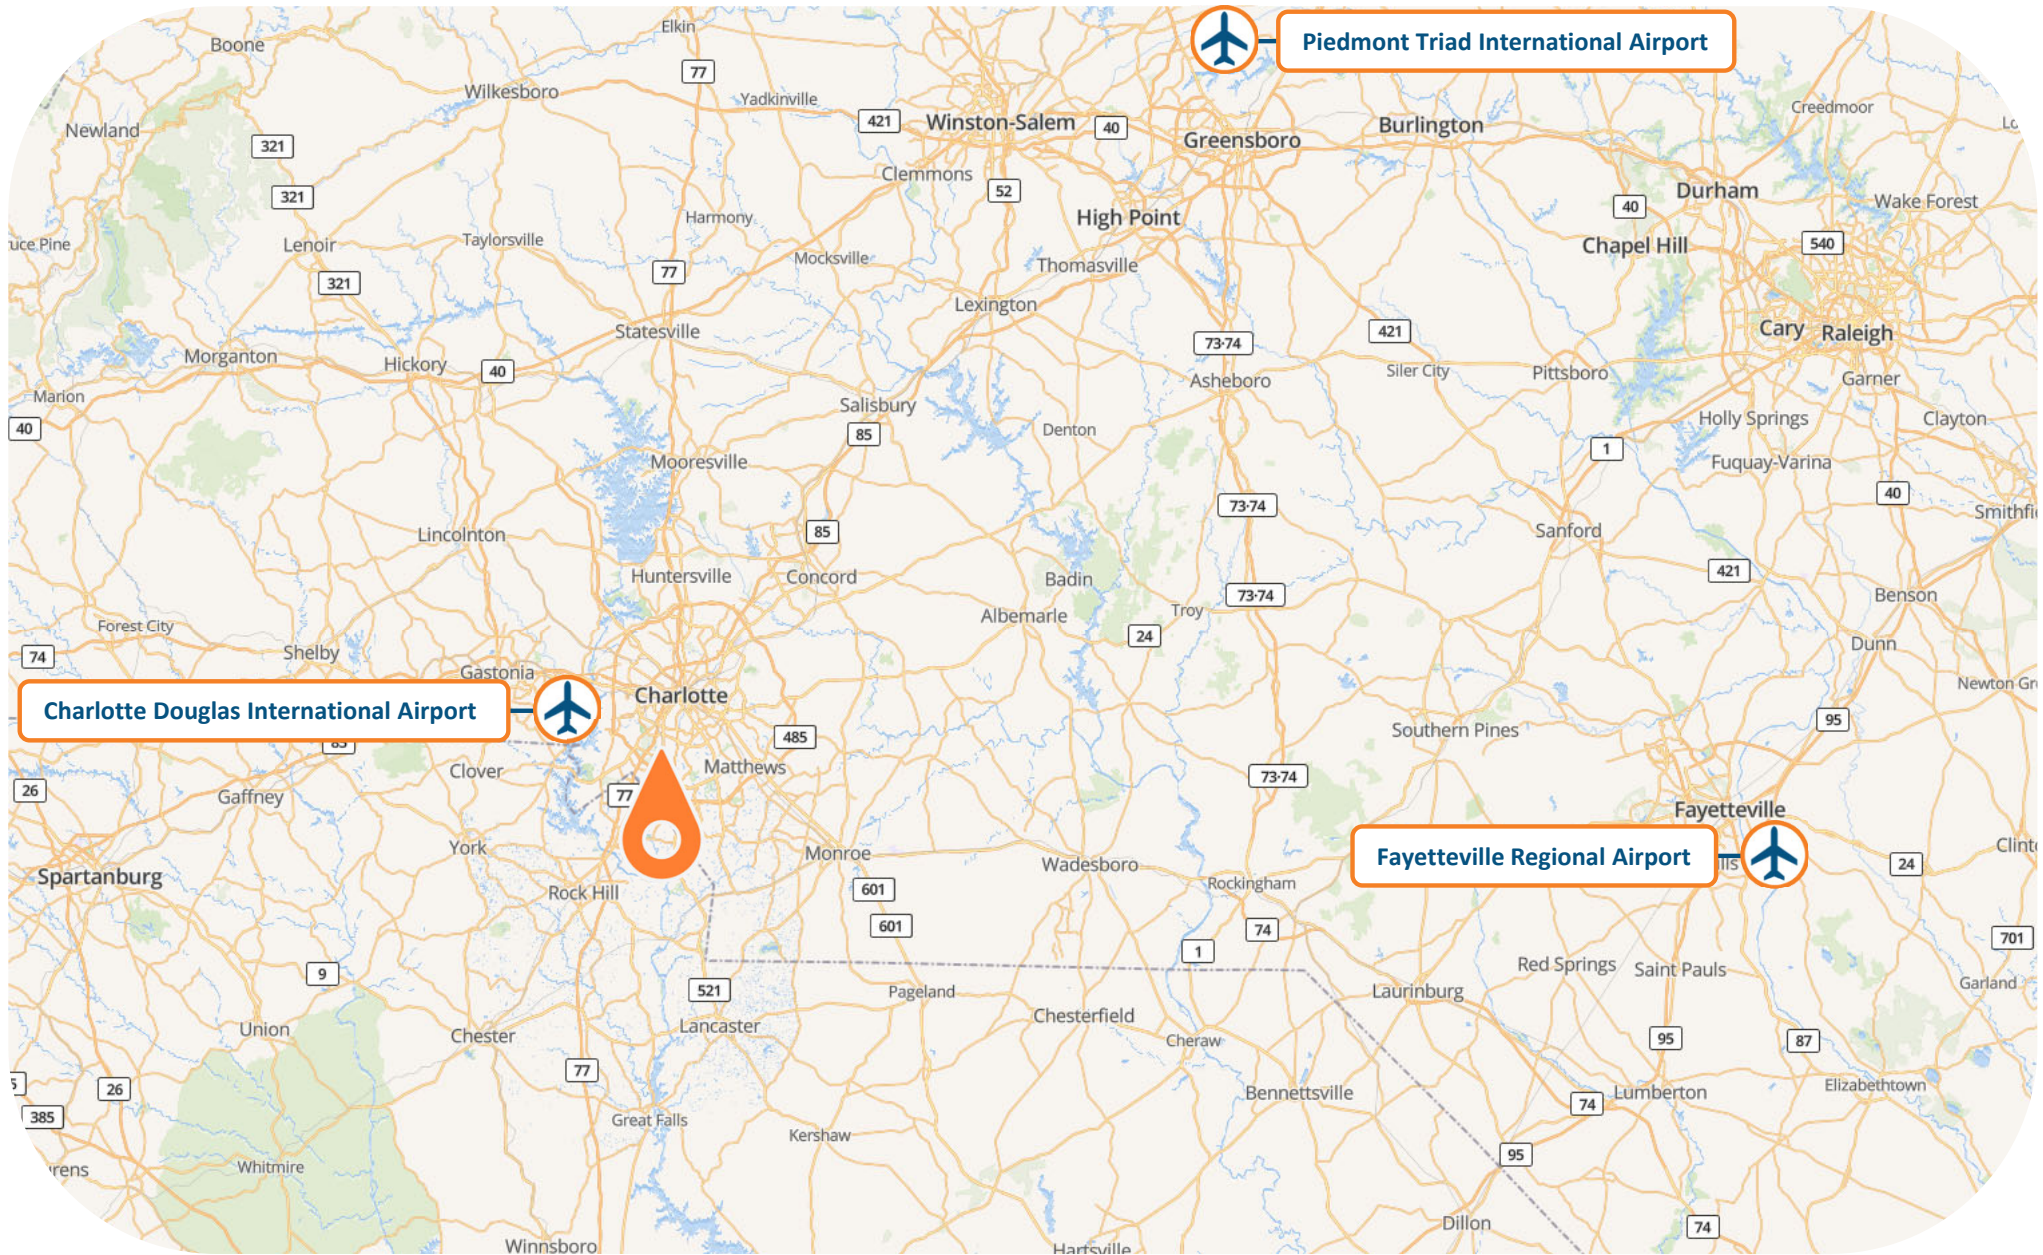 Elkin
Piedmont Triad International Airport
Boone
77
Wilkesboro
Yadkinville
Creedmoor
421
Winston-Salem
40
Burlington
Newland
Greensboro
321
Clemmons
52
Durham
321
40
Wake Forest
Harmony
High Point
Lenoir
Taylorsville
Chapel Hill
540
Mocksville
Thomasville
77
321
Lexington
Statesville
421
Cary
Raleigh
73·74
Morganton
Hickory
40
Siler City
Pittsboro
Asheboro
Garner
Marion
Salisbury
Holly Springs
Clayton
40
85
Denton
1
Mooresville
Fuquay-Varina
40
73·74
Smithfi
Lincolnton
85
Sanford
Huntersville
Concord
Badin
421
73·74
Benson
Albemarle
Troy
Forest City
24
Dunn
74
Shelby
Gastonia
Newton Gr
Charlotte
Charlotte Douglas International Airport
95
Southern Pines
485
85
Clover
Matthews
73·74
26
Gaffney
77
Fayetteville
York
Monroe
Fayetteville Regional Airport
lls
Clint
Wadesboro
24
Spartanburg
Rock Hill
601
Rockingham
601
74
701
1
Red Springs
Saint Pauls
9
521
Pageland
Laurinburg
Garland
Chesterfield
Union
Chester
Lancaster
Cheraw
95
87
77
26
Bennettsville
Elizabethtown
385
Great Falls
74
Lumberton
Kershaw
95
Whitmire
Dillon
74
Winnsboro
Hartsville